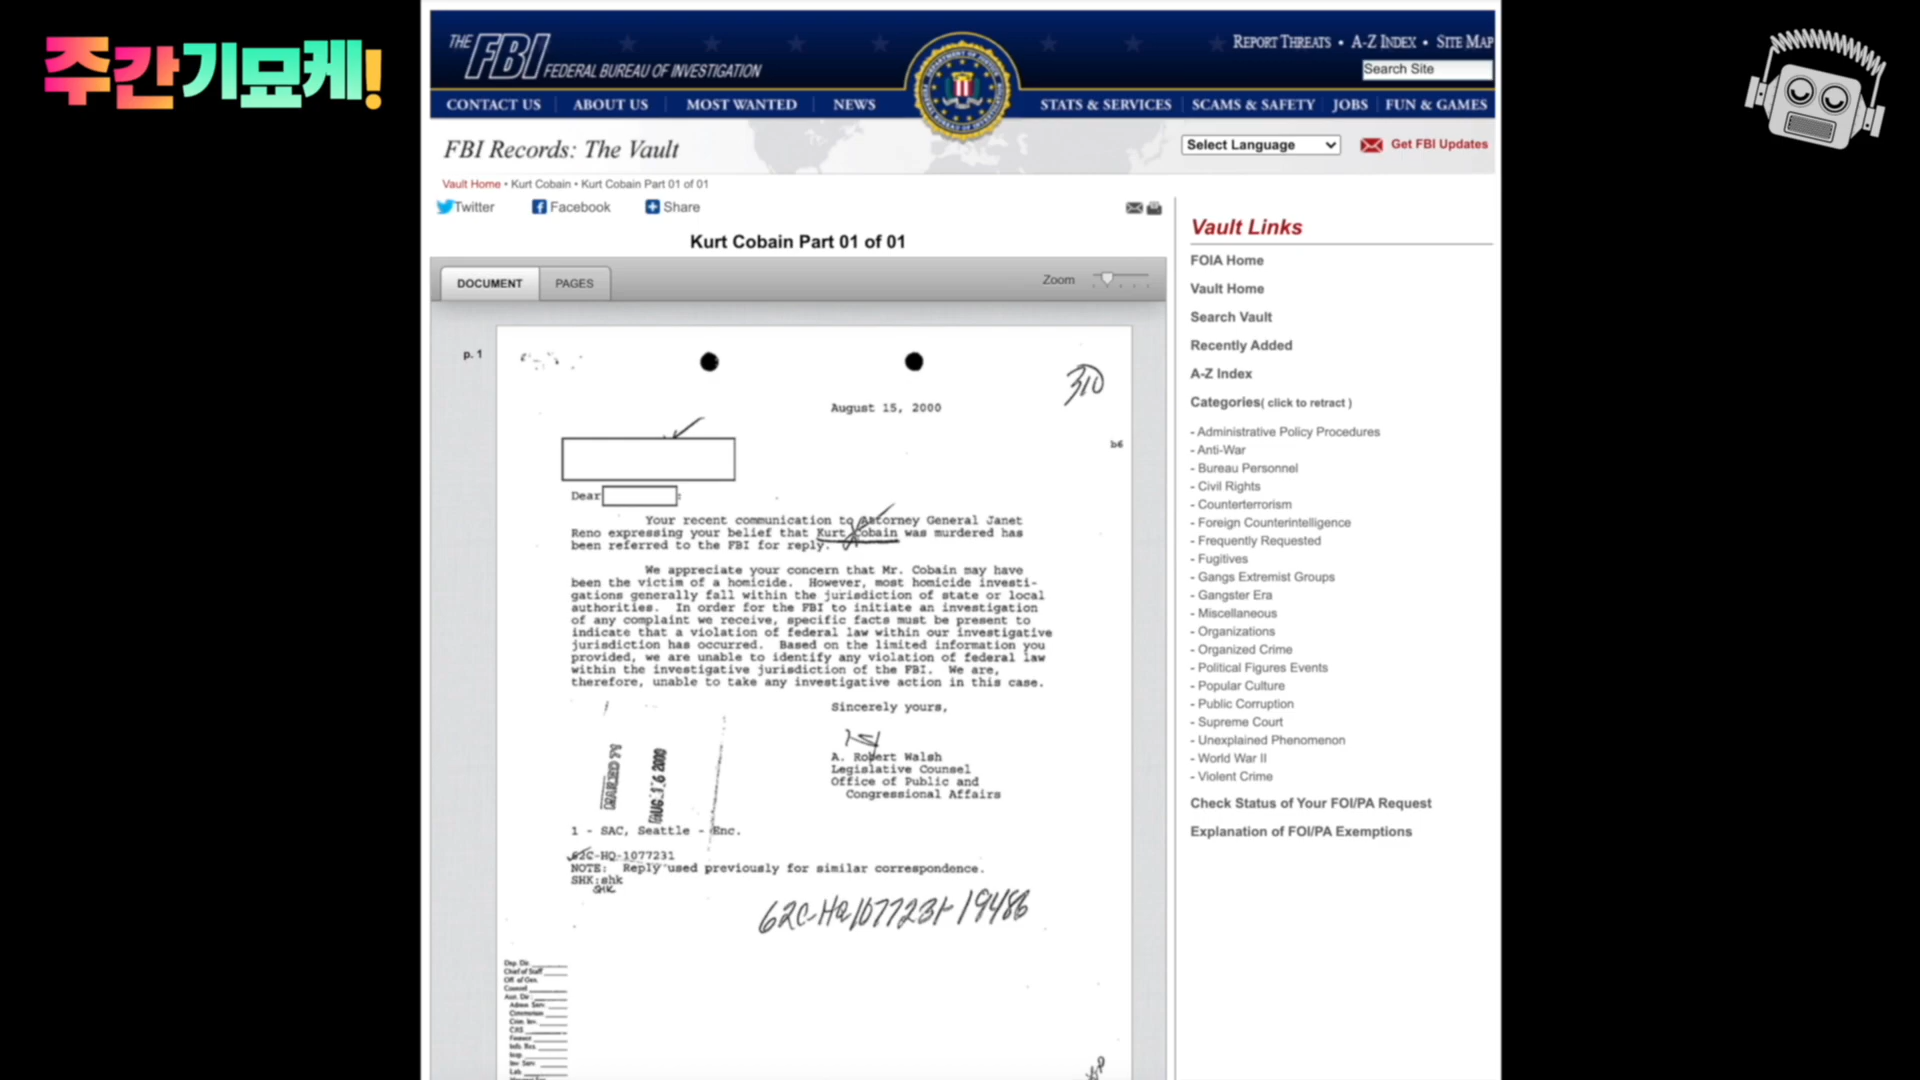 주간기묘케!
THE FBI FEDERAL BUREAU OF INVESTIGATION
REPORT THREATS • A-Z INDEX • SITE MAP
Search Site
CONTACT US ABOUT US MOST WANTED NEWS STATS & SERVICES SCAMS & SAFETY JOBS FUN & GAMES
FBI Records: The Vault
Select Language
Get FBI Updates
Vault Home • Kurt Cobain • Kurt Cobain Part 01 of 01
Twitter Facebook Share
Kurt Cobain Part 01 of 01
DOCUMENT PAGES
Zoom
p. 1
310
August 15, 2000
b6
Dear :
Your recent communication to Attorney General Janet
Reno expressing your belief that Kurt Cobain was murdered has
been referred to the FBI for reply.
We appreciate your concern that Mr. Cobain may have
been the victim of a homicide. However, most homicide investi-
gations generally fall within the jurisdiction of state or local
authorities. In order for the FBI to initiate an investigation
of any complaint we receive, specific facts must be present to
indicate that a violation of federal law within our investigative
jurisdiction has occurred. Based on the limited information you
provided, we are unable to identify any violation of federal law
within the investigative jurisdiction of the FBI. We are,
therefore, unable to take any investigative action in this case.
Sincerely yours,
A. Robert Walsh
Legislative Counsel
Office of Public and
Congressional Affairs
AUG 16 2000
1 - SAC, Seattle - Enc.
62C-HQ-1077231
NOTE: Reply used previously for similar correspondence.
SHK:shk
62C-HQ-1077231-19486
Dep. Dir.
Chief of Staff
Off. of Gen.
Counsel
Asst. Dir.:
Vault Links
FOIA Home
Vault Home
Search Vault
Recently Added
A-Z Index
Categories( click to retract )
- Administrative Policy Procedures
- Anti-War
- Bureau Personnel
- Civil Rights
- Counterterrorism
- Foreign Counterintelligence
- Frequently Requested
- Fugitives
- Gangs Extremist Groups
- Gangster Era
- Miscellaneous
- Organizations
- Organized Crime
- Political Figures Events
- Popular Culture
- Public Corruption
- Supreme Court
- Unexplained Phenomenon
- World War II
- Violent Crime
Check Status of Your FOI/PA Request
Explanation of FOI/PA Exemptions